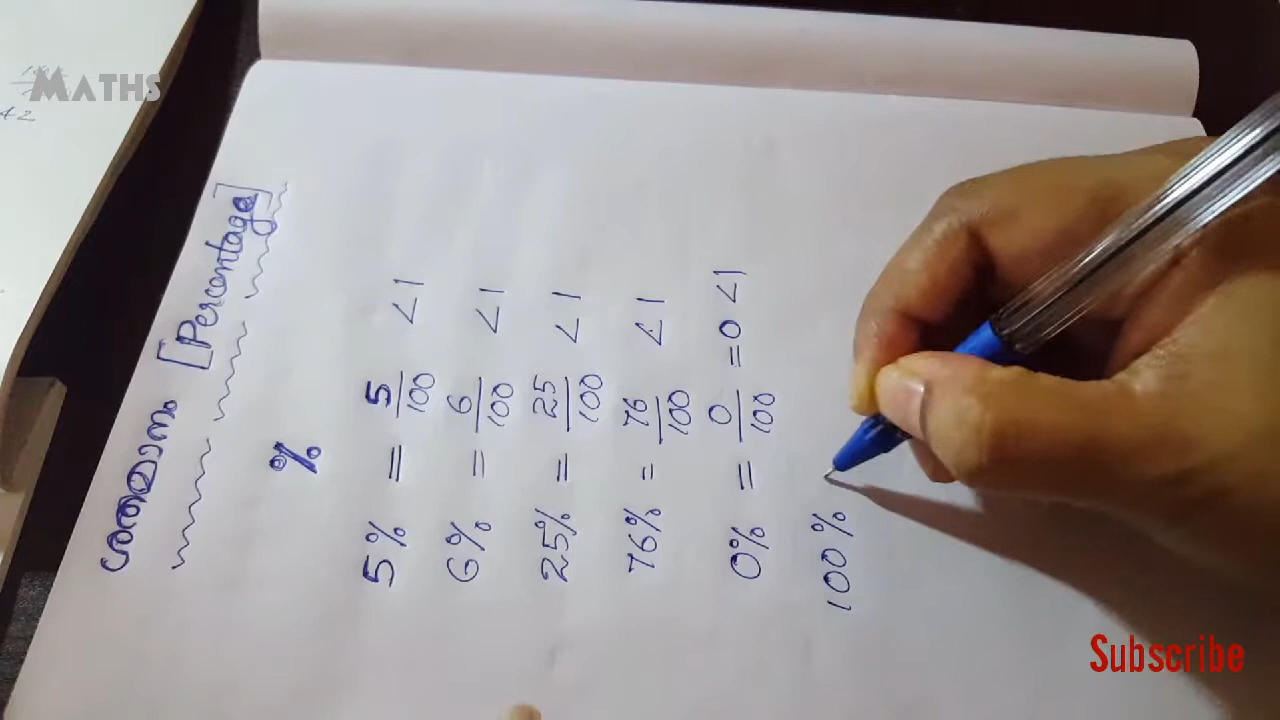 MATHS
42
ശതമാനം [Percentage]
%
5% = 5/100 <1
6% = 6/100 <1
25% = 25/100 <1
76% = 76/100 <1
0% = 0/100 = 0 <1
100%
Subscribe